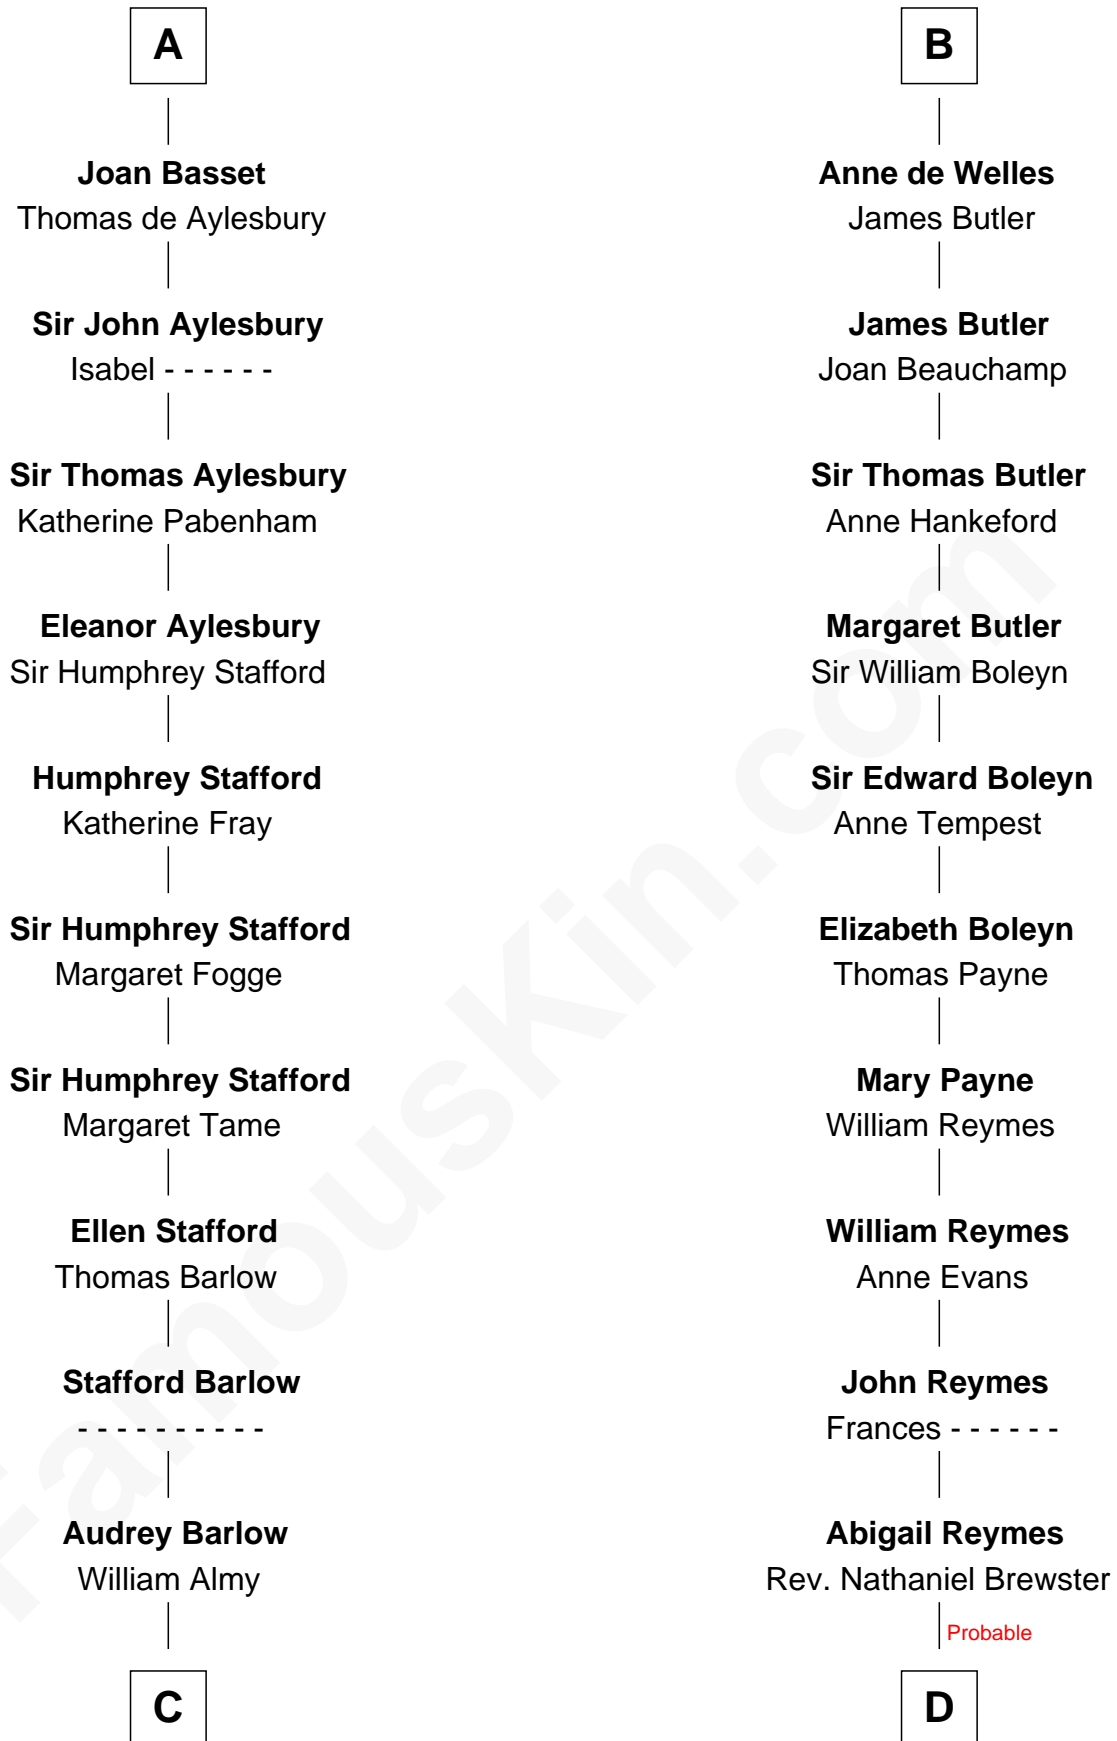 A
Joan Basset
Thomas de Aylesbury
Sir John Aylesbury
Isabel - - - - - -
Sir Thomas Aylesbury
Katherine Pabenham
Eleanor Aylesbury
Sir Humphrey Stafford
Humphrey Stafford
Katherine Fray
Sir Humphrey Stafford
Margaret Fogge
Sir Humphrey Stafford
Margaret Tame
Ellen Stafford
Thomas Barlow
Stafford Barlow
- - - - - - - - - -
Audrey Barlow
William Almy
C
B
Anne de Welles
James Butler
James Butler
Joan Beauchamp
Sir Thomas Butler
Anne Hankeford
Margaret Butler
Sir William Boleyn
Sir Edward Boleyn
Anne Tempest
Elizabeth Boleyn
Thomas Payne
Mary Payne
William Reymes
William Reymes
Anne Evans
John Reymes
Frances - - - - - -
Abigail Reymes
Rev. Nathaniel Brewster
Probable
D
FamousKin.com